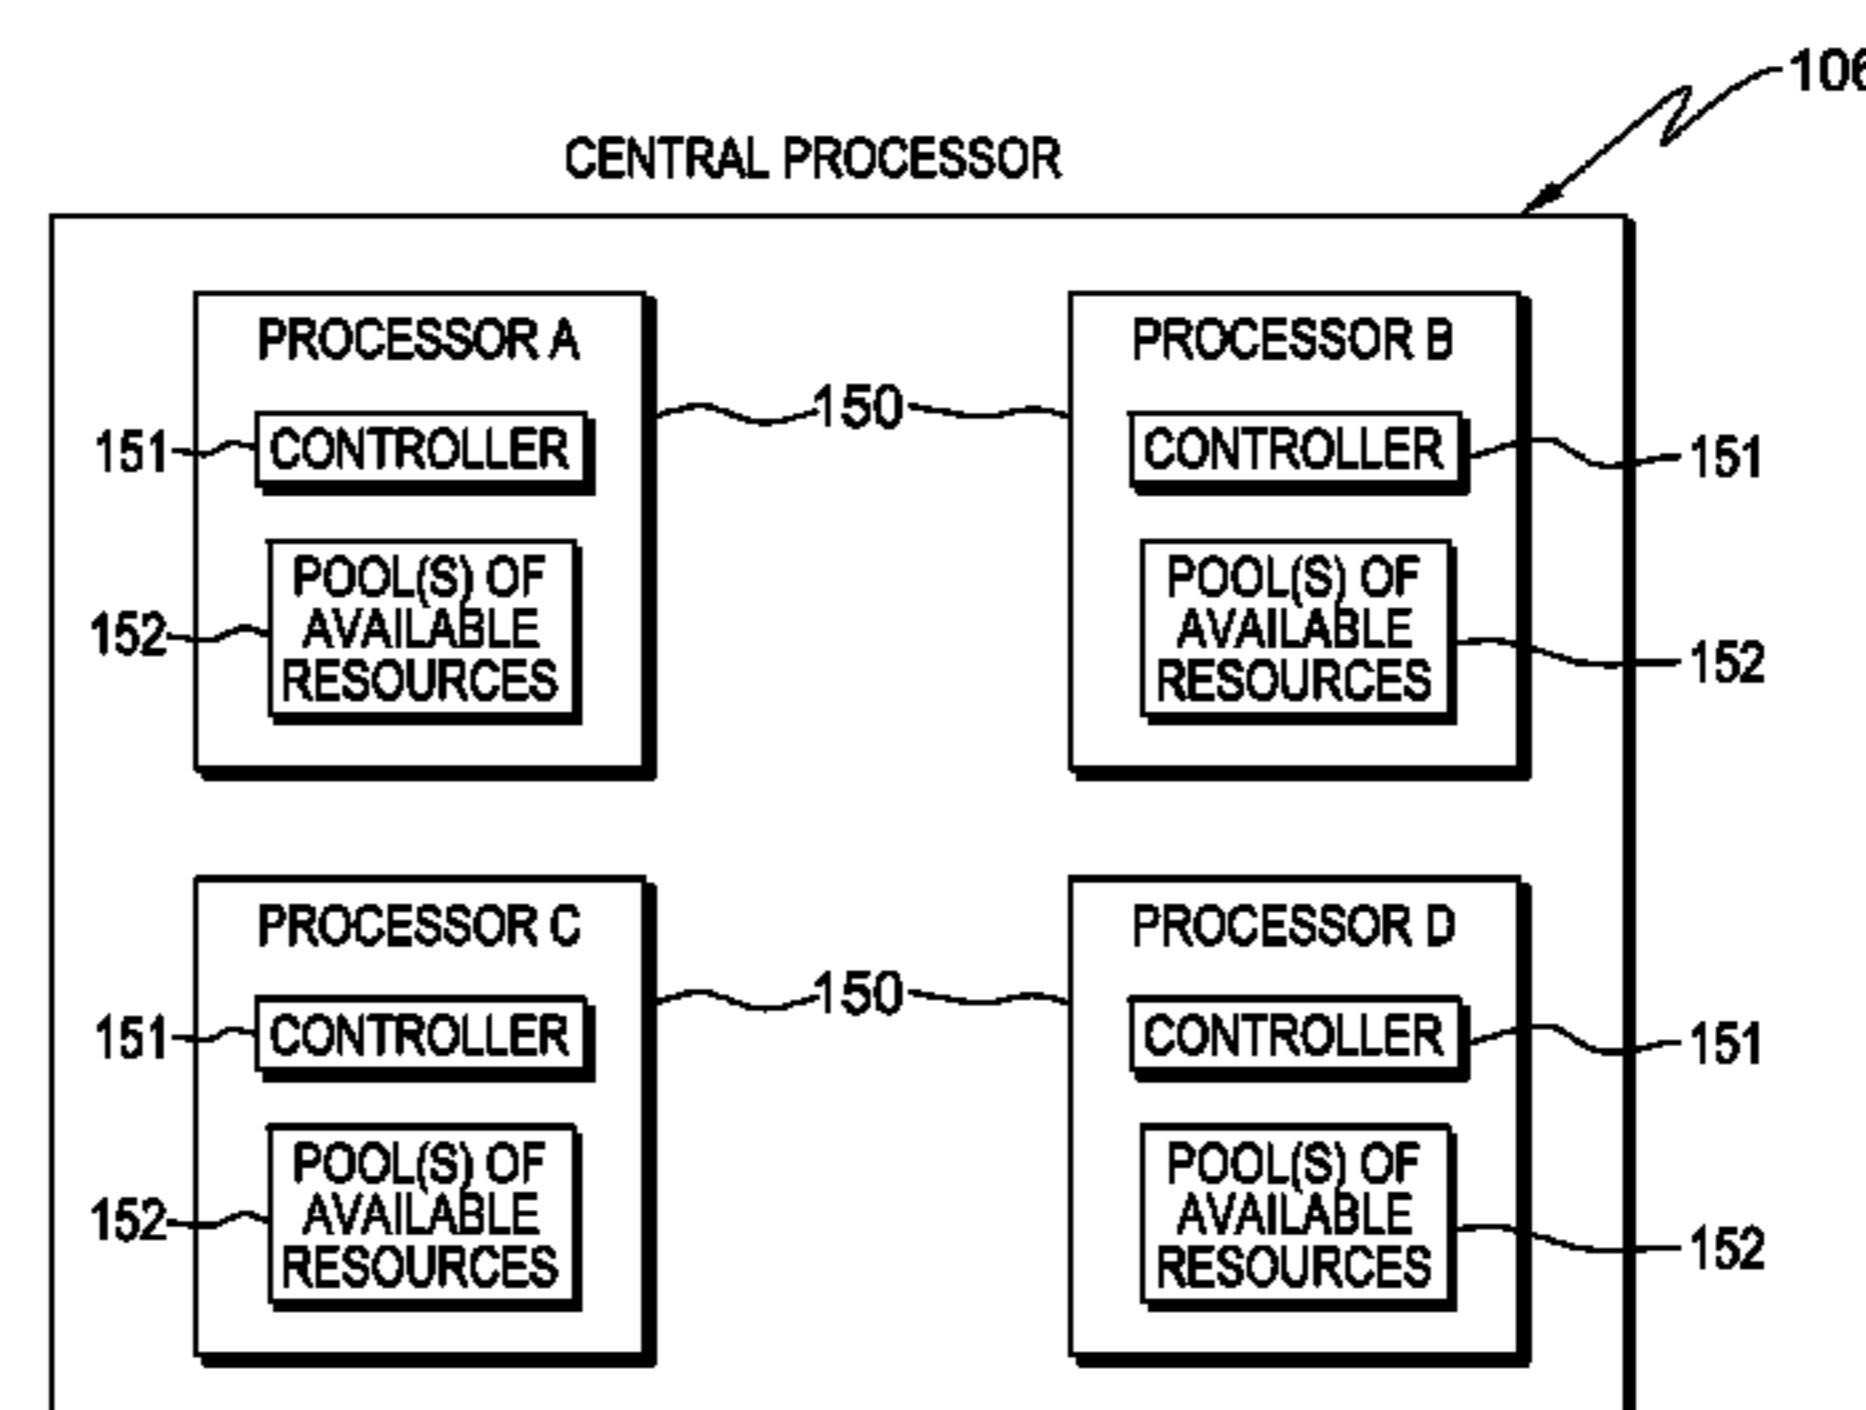 106
CENTRAL PROCESSOR
PROCESSOR A
PROCESSOR B
150
151
CONTROLLER
CONTROLLER
151
POOL(S) OF
AVAILABLE
RESOURCES
152
POOL(S) OF
AVAILABLE
RESOURCES
152
PROCESSOR C
PROCESSOR D
150
151
CONTROLLER
CONTROLLER
151
POOL(S) OF
AVAILABLE
RESOURCES
152
POOL(S) OF
AVAILABLE
RESOURCES
152